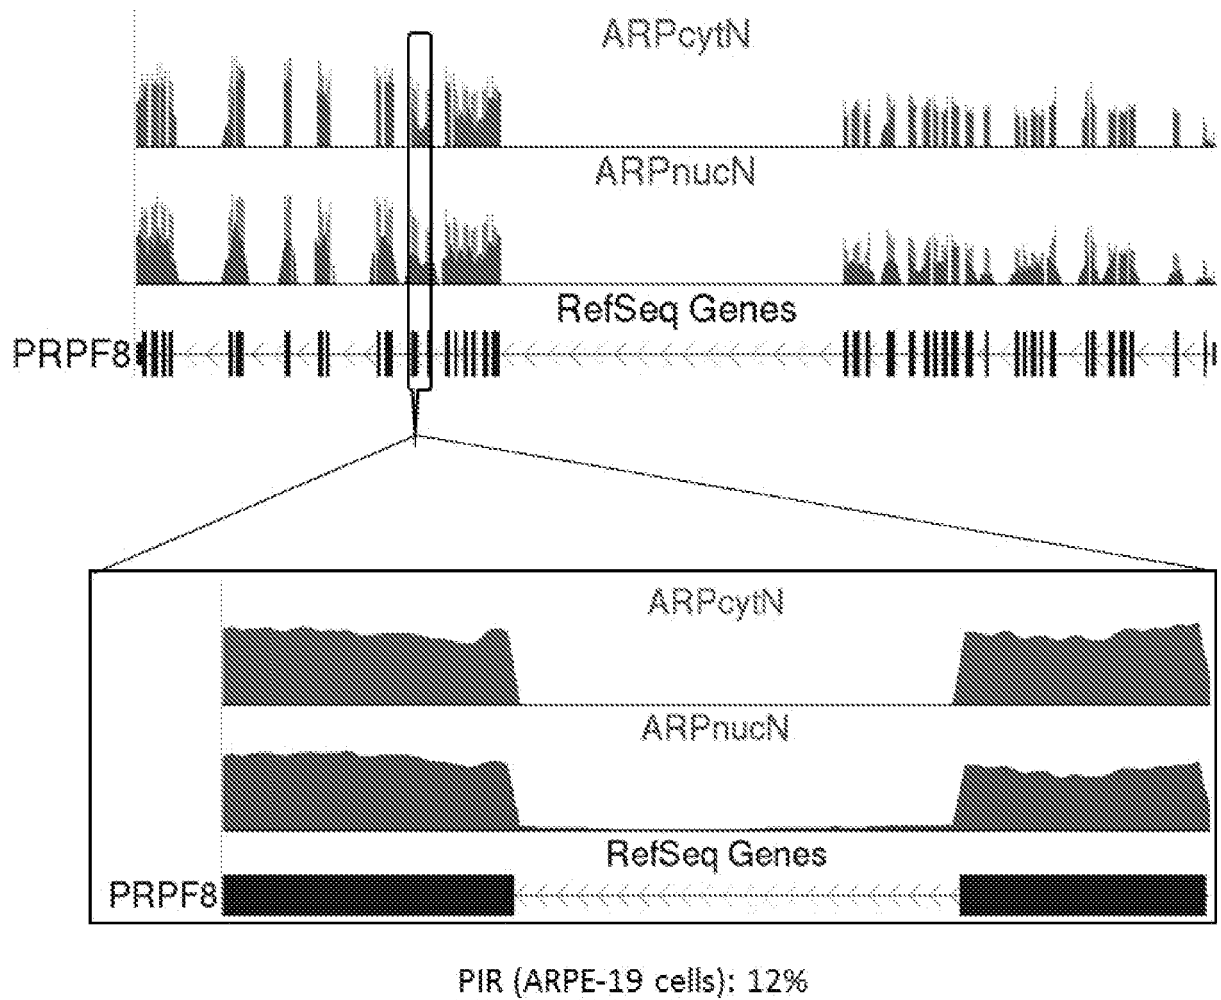 ARPcytN
ARPnucN
RefSeq Genes
PRPF8
ARPcytN
ARPnucN
RefSeq Genes
PRPF8
PIR (ARPE-19 cells): 12%